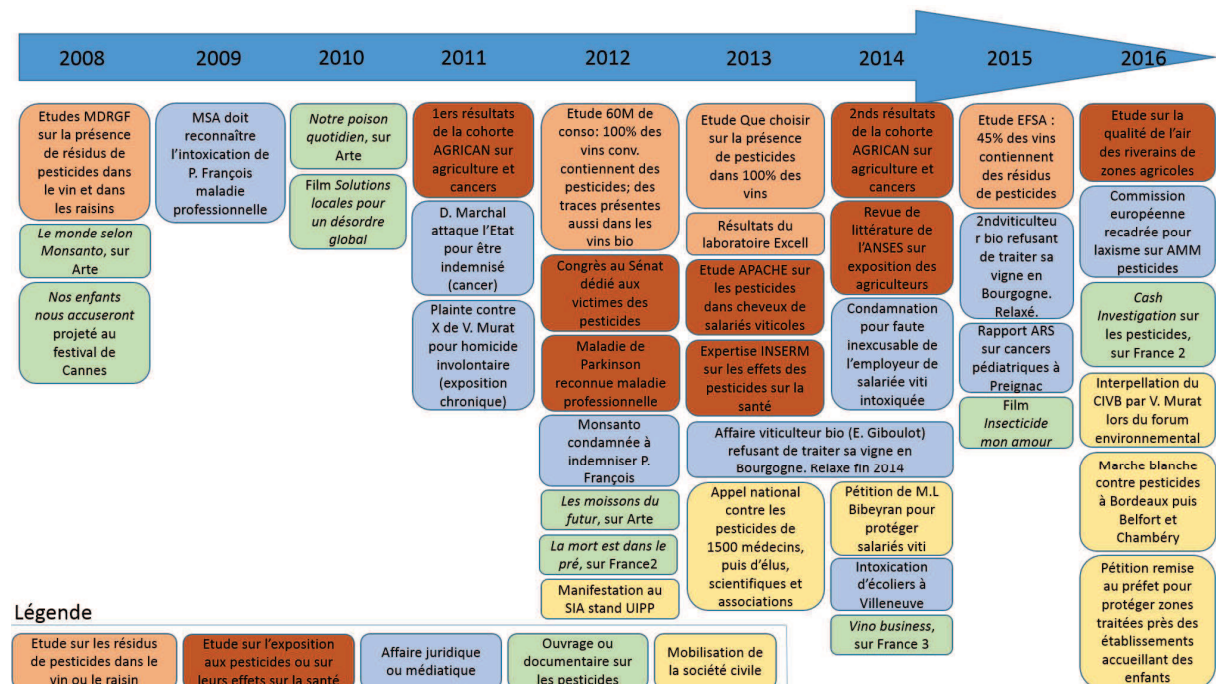 2008
2009
2010
2011
2012
2013
2014
2015
2016
Etudes MDRGF
sur la présence
de résidus de
pesticides dans
le vin et dans
les raisins
Le monde selon
Monsanto, sur
Arte
Nos enfants
nous accuseront
projeté au
festival de
Cannes
MSA doit
reconnaître
l'intoxication de
P. François
maladie
professionnelle
Notre poison
quotidien, sur
Arte
Film Solutions
locales pour
un désordre
global
1ers résultats
de la cohorte
AGRICAN sur
agriculture et
cancers
D. Marchal
attaque l'Etat
pour être
indemnisé
(cancer)
Plainte contre
X de V. Murat
pour homicide
involontaire
(exposition
chronique)
Etude 60M de
conso: 100% des
vins conv.
contiennent des
pesticides; des
traces présentes
aussi dans les
vins bio
Congrès au Sénat
dédié aux
victimes des
pesticides
Maladie de
Parkinson
reconnue maladie
professionnelle
Monsanto
condamnée à
indemniser P.
François
Les moissons du
futur, sur Arte
La mort est dans le
pré, sur France2
Manifestation au
SIA stand UIPP
Etude Que choisir
sur la présence
de pesticides
dans 100% des
vins
Résultats du
laboratoire Excell
Etude APACHE sur
les pesticides
dans cheveux de
salariés viticoles
Expertise INSERM
sur les effets des
pesticides sur la
santé
Affaire viticulteur bio (E. Giboulot)
refusant de traiter sa vigne en
Bourgogne. Relaxe fin 2014
Appel national
contre les
pesticides de
1500 médecins,
puis d'élus,
scientifiques et
associations
2nds résultats
de la cohorte
AGRICAN sur
agriculture et
cancers
Revue de
littérature de
l'ANSES sur
exposition des
agriculteurs
Condamnation
pour faute
inexcusable de
l'employeur de
salariée viti
intoxiquée
Pétition de M.L
Bibeyran pour
protéger
salariés viti
Intoxication
d'écoliers à
Villeneuve
Vino business,
sur France 3
Etude EFSA :
45% des vins
contiennent
des résidus
de pesticides
2ndviticulteu
r bio refusant
de traiter sa
vigne en
Bourgogne.
Relaxé.
Rapport ARS
sur cancers
pédiatriques à
Preignac
Film
Insecticide
mon amour
Etude sur la
qualité de l'air
des riverains de
zones agricoles
Commission
européenne
recadrée pour
laxisme sur AMM
pesticides
Cash
Investigation sur
les pesticides,
sur France 2
Interpellation du
CIVB par V. Murat
lors du forum
environnemental
Marche blanche
contre pesticides
à Bordeaux puis
Belfort et
Chambéry
Pétition remise
au préfet pour
protéger zones
traitées près des
établissements
accueillant des
enfants
Légende
Etude sur les résidus
de pesticides dans le
vin ou le raisin
Etude sur l'exposition
aux pesticides ou sur
leurs effets sur la santé
Affaire juridique
ou médiatique
Ouvrage ou
documentaire sur
les pesticides
Mobilisation de
la société civile